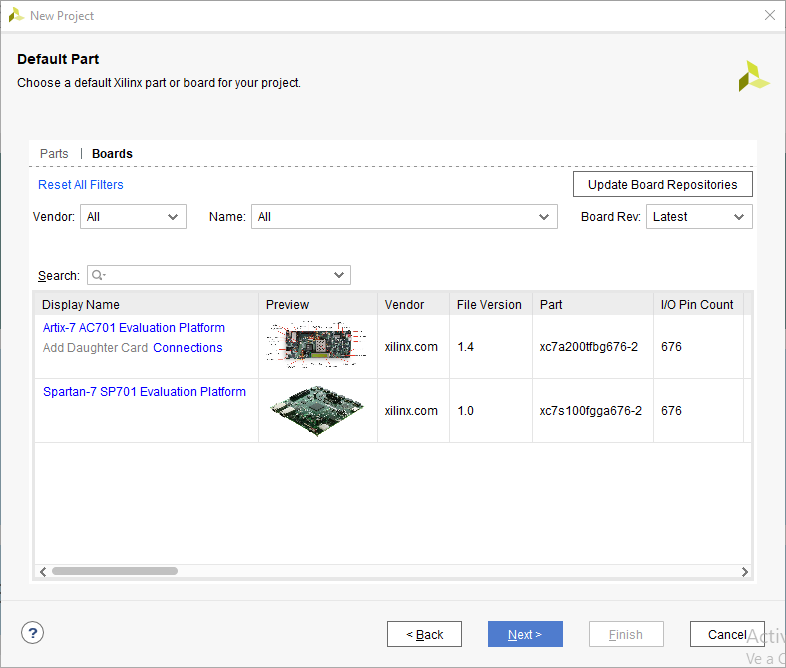 New Project
Default Part
Choose a default Xilinx part or board for your project.
Parts | Boards
Reset All Filters
Update Board Repositories
Vendor: All Name: All Board Rev: Latest
Search:
Display Name Preview Vendor File Version Part I/O Pin Count
Artix-7 AC701 Evaluation Platform
Add Daughter Card Connections
xilinx.com 1.4 xc7a200tfbg676-2 676
Spartan-7 SP701 Evaluation Platform
xilinx.com 1.0 xc7s100fgga676-2 676
? < Back Next > Finish Cancel
Activ
Ve a C